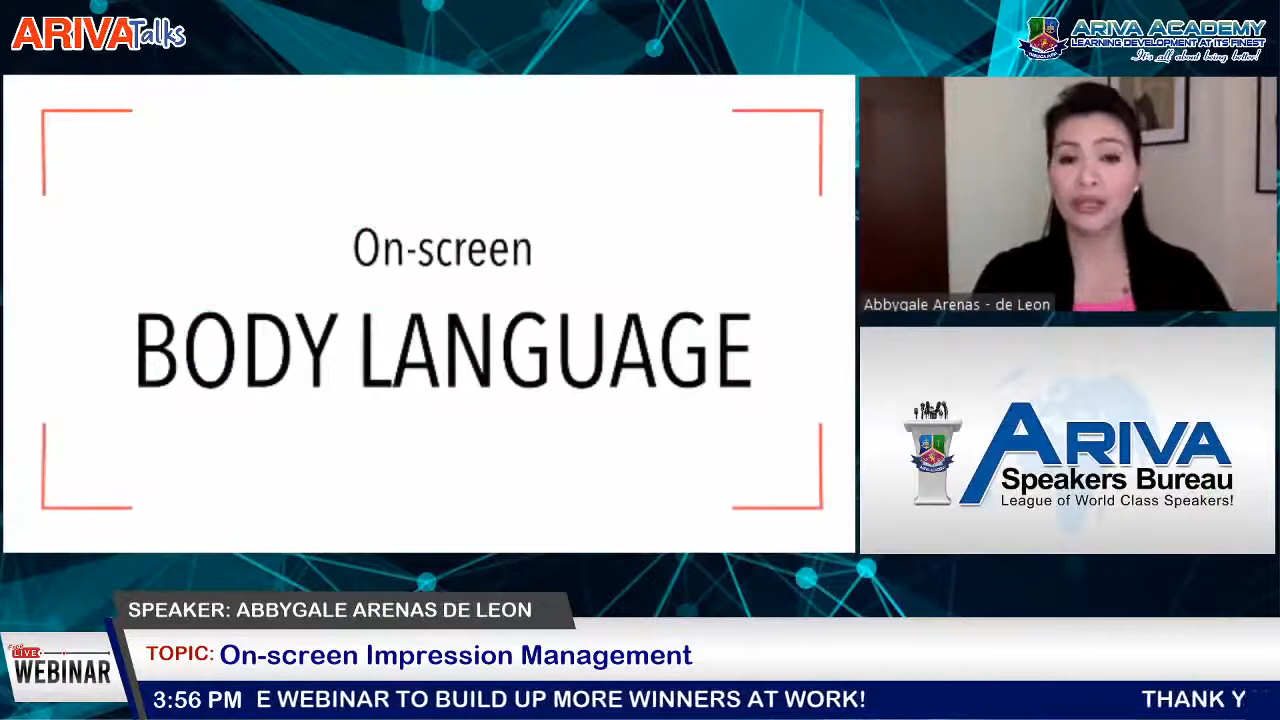 ARIVATalks
ARIVA ACADEMY
LEARNING DEVELOPMENT AT ITS FINEST
It's all about being better!
On-screen
BODY LANGUAGE
Abbygale Arenas - de Leon
ARIVA
Speakers Bureau
League of World Class Speakers!
SPEAKER: ABBYGALE ARENAS DE LEON
Free
LIVE
WEBINAR
TOPIC: On-screen Impression Management
3:56 PM E WEBINAR TO BUILD UP MORE WINNERS AT WORK! THANK Y